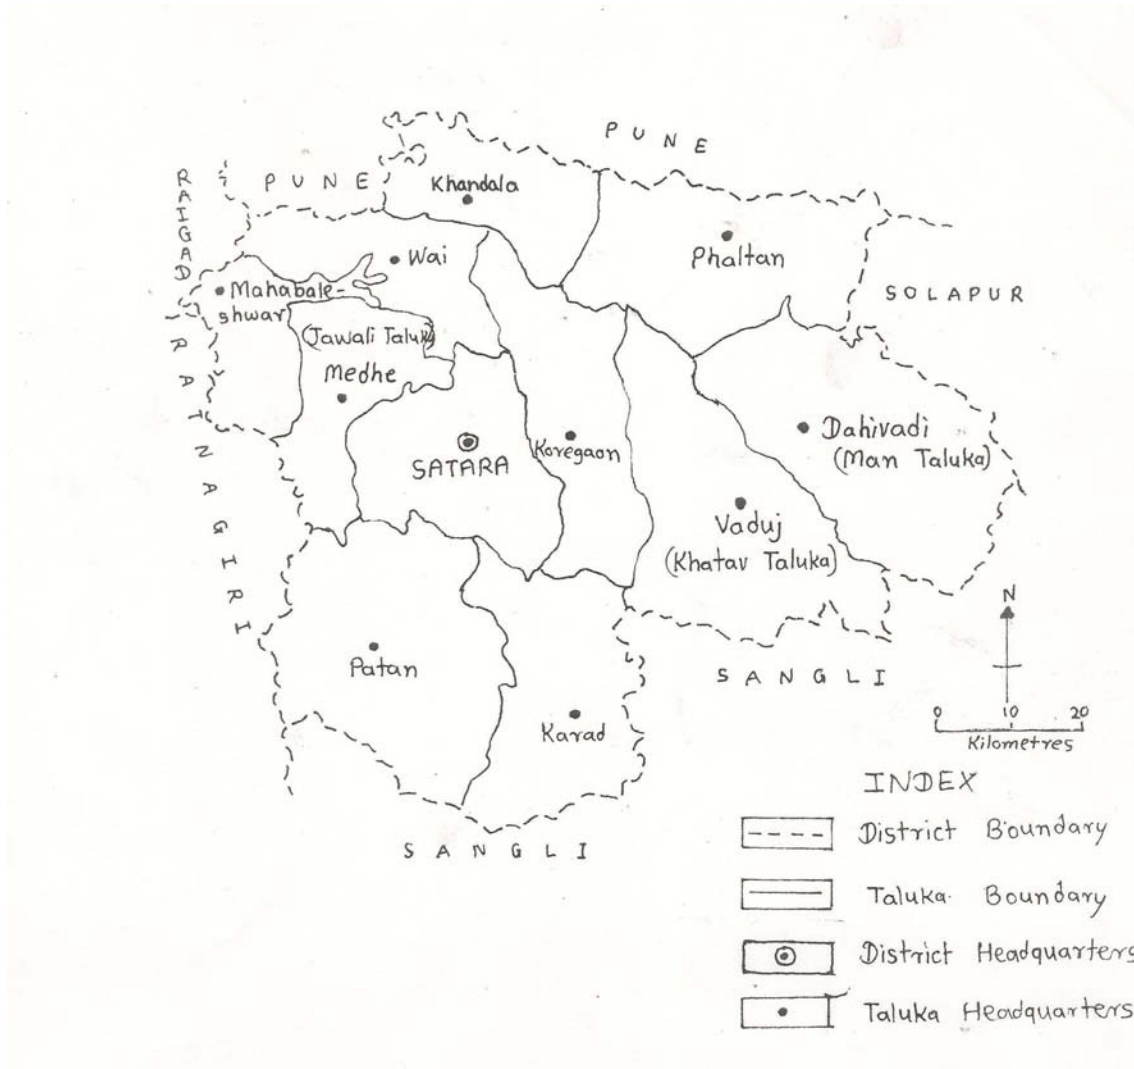 PUNE
RAIGAD
PUNE
Khandala
Wai
Phaltan
Mahabale-
shwar
SOLAPUR
(Jawali Taluka)
Medhe
RATNAGIRI
SATARA
Koregaon
Dahivadi
(Man Taluka)
Vaduj
(Khatav Taluka)
N
Patan
SANGLI
Karad
0 10 20
Kilometres
INDEX
District Boundary
SANGLI
Taluka Boundary
District Headquarters
Taluka Headquarters